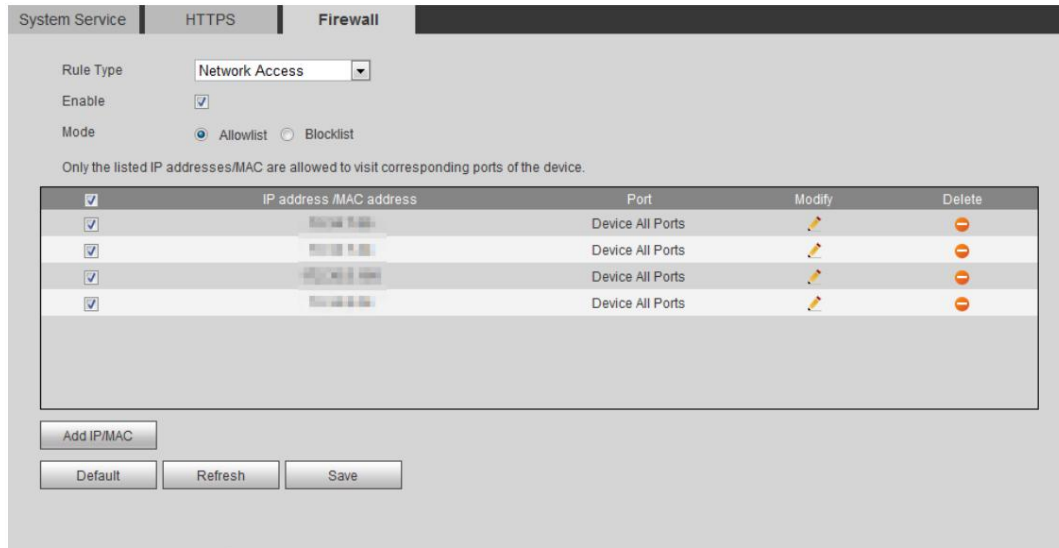 System Service HTTPS Firewall
Rule Type Network Access
Enable
Mode Allowlist Blocklist
Only the listed IP addresses/MAC are allowed to visit corresponding ports of the device.
IP address /MAC address Port Modify Delete
Device All Ports
Device All Ports
Device All Ports
Device All Ports
Add IP/MAC
Default Refresh Save